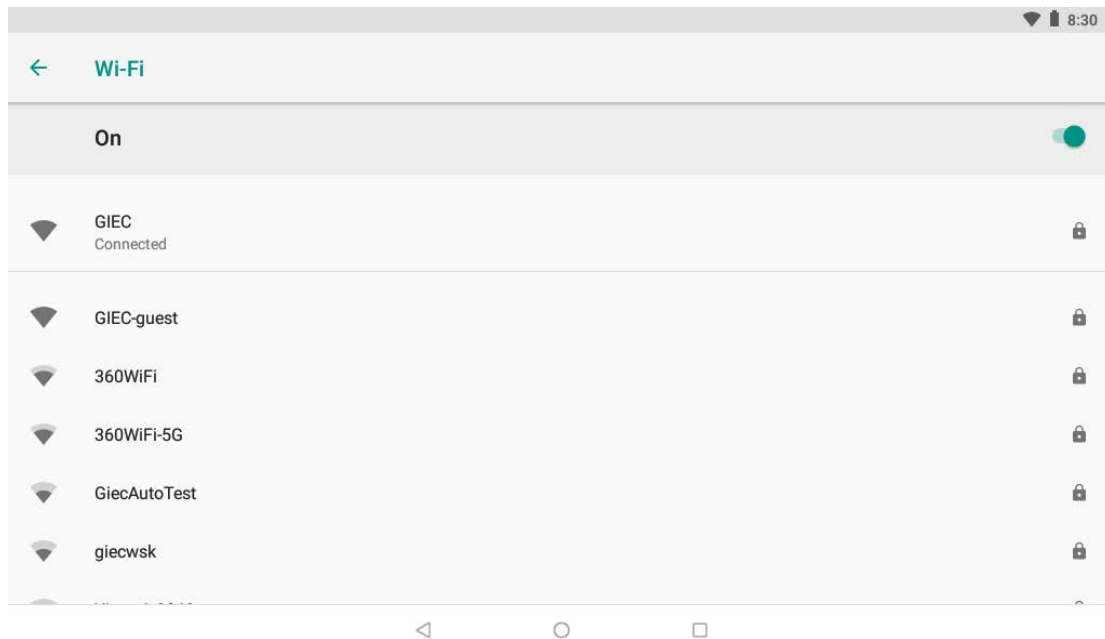 8:30
Wi-Fi
On
GIEC
Connected
GIEC-guest
360WiFi
360WiFi-5G
GiecAutoTest
giecwsk